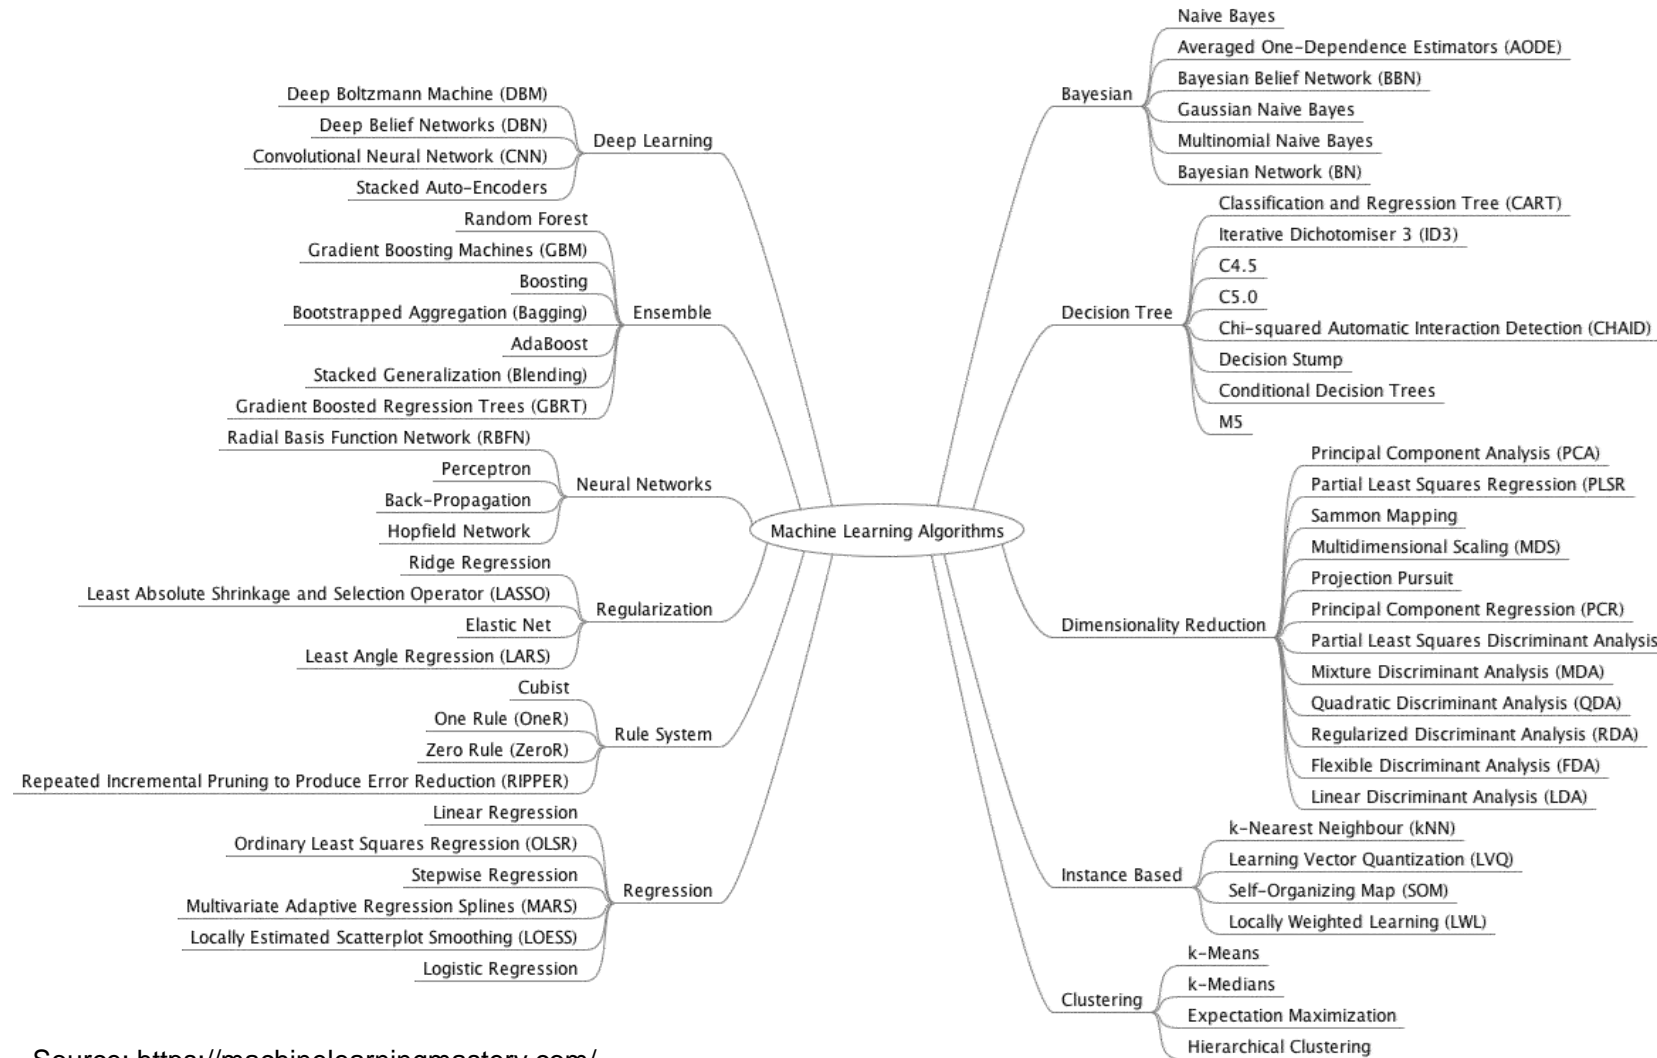 Machine Learning Algorithms
Deep Learning
Deep Boltzmann Machine (DBM)
Deep Belief Networks (DBN)
Convolutional Neural Network (CNN)
Stacked Auto-Encoders
Ensemble
Random Forest
Gradient Boosting Machines (GBM)
Boosting
Bootstrapped Aggregation (Bagging)
AdaBoost
Stacked Generalization (Blending)
Gradient Boosted Regression Trees (GBRT)
Neural Networks
Radial Basis Function Network (RBFN)
Perceptron
Back-Propagation
Hopfield Network
Regularization
Ridge Regression
Least Absolute Shrinkage and Selection Operator (LASSO)
Elastic Net
Least Angle Regression (LARS)
Rule System
Cubist
One Rule (OneR)
Zero Rule (ZeroR)
Repeated Incremental Pruning to Produce Error Reduction (RIPPER)
Regression
Linear Regression
Ordinary Least Squares Regression (OLSR)
Stepwise Regression
Multivariate Adaptive Regression Splines (MARS)
Locally Estimated Scatterplot Smoothing (LOESS)
Logistic Regression
Bayesian
Naive Bayes
Averaged One-Dependence Estimators (AODE)
Bayesian Belief Network (BBN)
Gaussian Naive Bayes
Multinomial Naive Bayes
Bayesian Network (BN)
Decision Tree
Classification and Regression Tree (CART)
Iterative Dichotomiser 3 (ID3)
C4.5
C5.0
Chi-squared Automatic Interaction Detection (CHAID)
Decision Stump
Conditional Decision Trees
M5
Dimensionality Reduction
Principal Component Analysis (PCA)
Partial Least Squares Regression (PLSR
Sammon Mapping
Multidimensional Scaling (MDS)
Projection Pursuit
Principal Component Regression (PCR)
Partial Least Squares Discriminant Analysis
Mixture Discriminant Analysis (MDA)
Quadratic Discriminant Analysis (QDA)
Regularized Discriminant Analysis (RDA)
Flexible Discriminant Analysis (FDA)
Linear Discriminant Analysis (LDA)
Instance Based
k-Nearest Neighbour (kNN)
Learning Vector Quantization (LVQ)
Self-Organizing Map (SOM)
Locally Weighted Learning (LWL)
Clustering
k-Means
k-Medians
Expectation Maximization
Hierarchical Clustering
Source: https://machinelearningmastery.com/